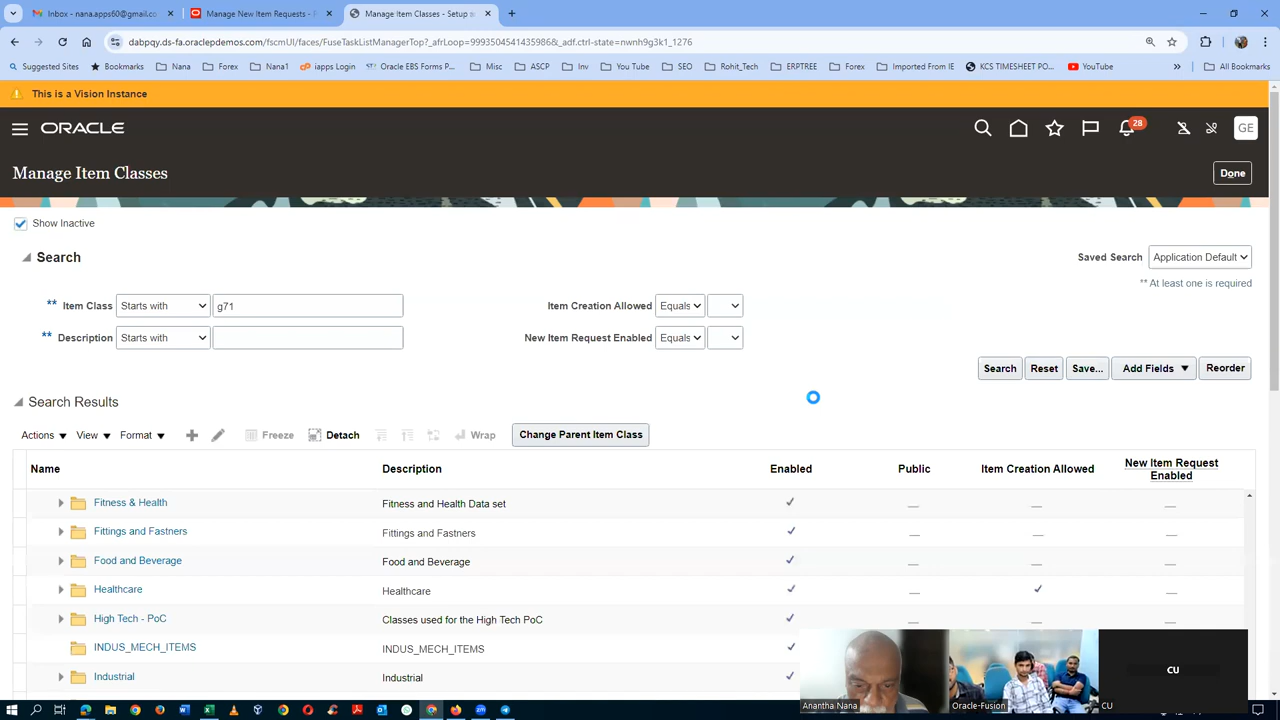 Inbox - nana.apps60@gmail.co
Manage New Item Requests -
Manage Item Classes - Setup a
dabpqy.ds-fa.oraclepdemos.com/fscmUI/faces/FuseTaskListManagerTop?_afrLoop=99935045414359868&_adf.ctrl-state=nwnh9g3k1_1276
Suggested Sites
Bookmarks
Nana
Forex
Nana1
iapps Login
Oracle EBS Forms P...
Misc
ASCP
Inv
You Tube
SEO
Rohit_Tech
ERPTREE
Forex
Imported From IE
KCS TIMESHEET PO...
YouTube
»
All Bookmarks
This is a Vision Instance
ORACLE
28
GE
Manage Item Classes
Done
Show Inactive
Search
Saved Search Application Default
** At least one is required
** Item Class Starts with g71
Item Creation Allowed Equals
** Description Starts with
New Item Request Enabled Equals
Search Reset Save... Add Fields Reorder
Search Results
Actions View Format Freeze Detach Wrap Change Parent Item Class
Name Description Enabled Public Item Creation Allowed New Item Request Enabled
Fitness & Health Fitness and Health Data set
Fittings and Fastners Fittings and Fastners
Food and Beverage Food and Beverage
Healthcare Healthcare
High Tech - PoC Classes used for the High Tech PoC
INDUS_MECH_ITEMS INDUS_MECH_ITEMS
Industrial Industrial
CU
Anantha Nana
Oracle-Fusion
CU